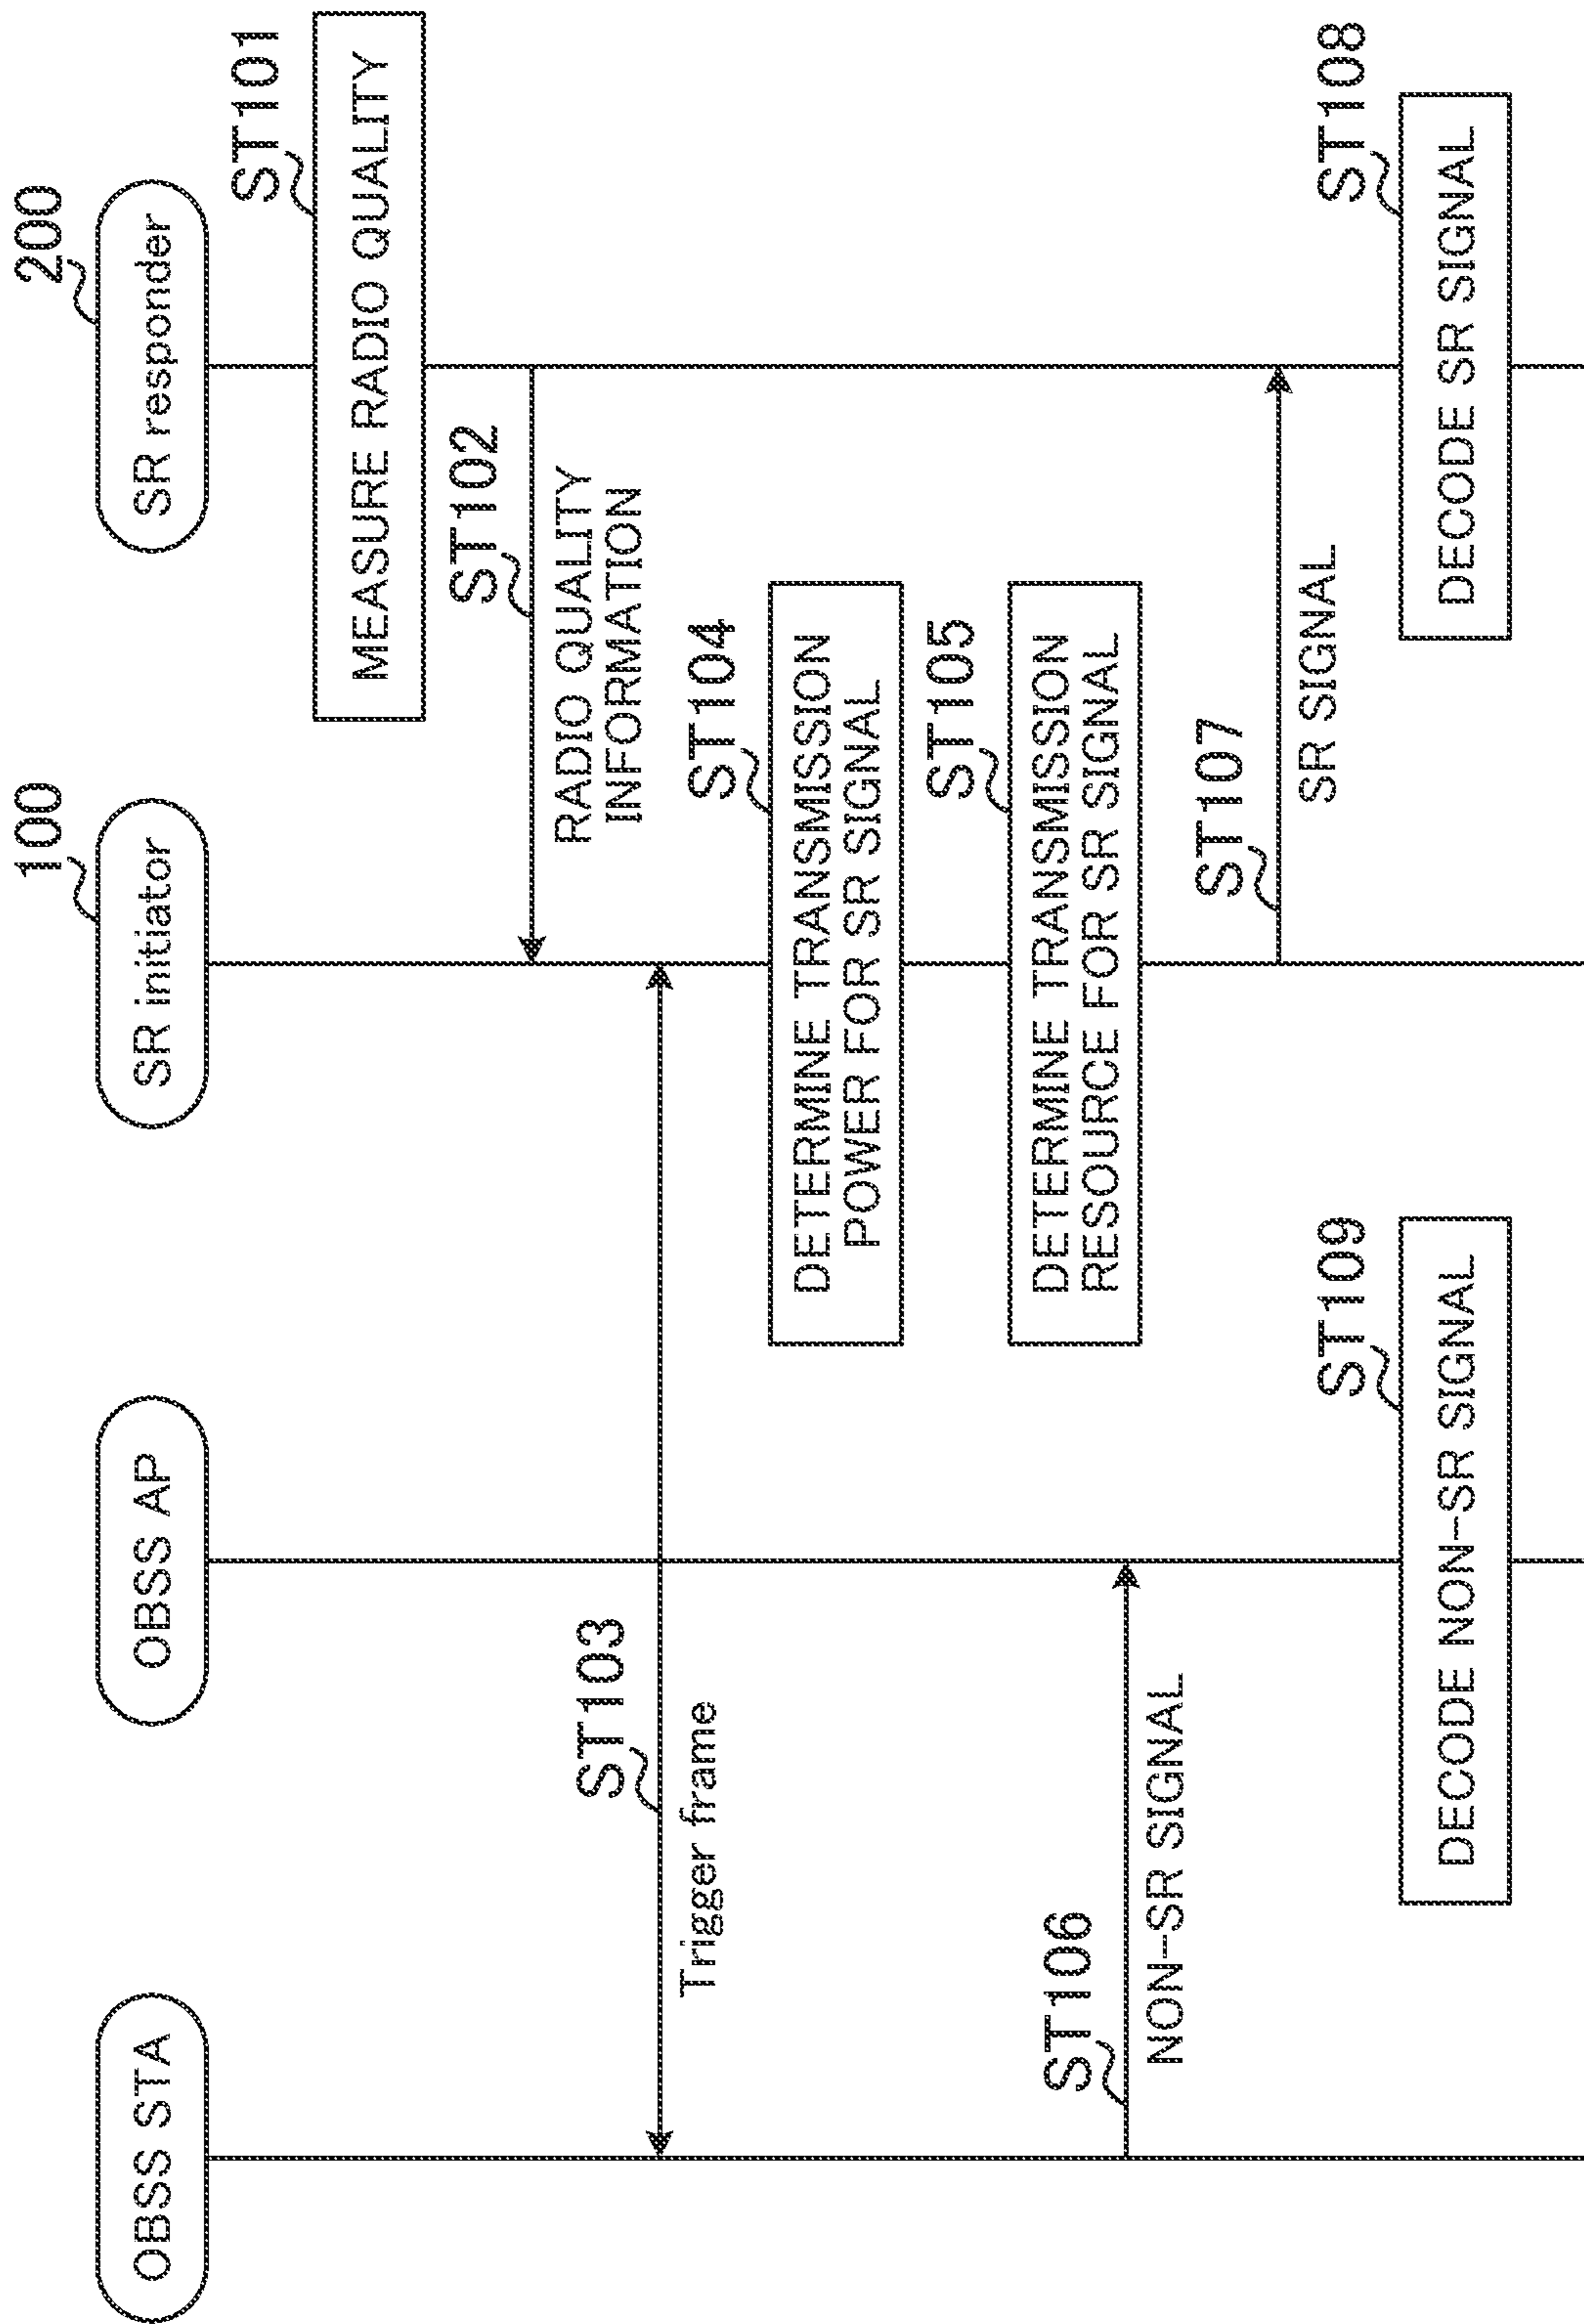 OBSS STA
OBSS AP
100
SR initiator
200
SR responder
ST101
MEASURE RADIO QUALITY
ST102
RADIO QUALITY
INFORMATION
ST103
Trigger frame
ST104
DETERMINE TRANSMISSION
POWER FOR SR SIGNAL
ST105
DETERMINE TRANSMISSION
RESOURCE FOR SR SIGNAL
ST106
NON-SR SIGNAL
ST107
SR SIGNAL
ST109
DECODE NON-SR SIGNAL
ST108
DECODE SR SIGNAL